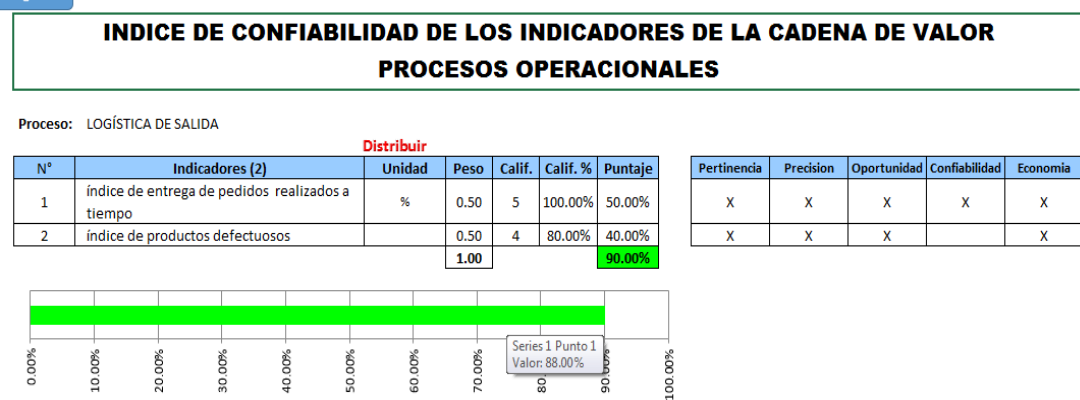 INDICE DE CONFIABILIDAD DE LOS INDICADORES DE LA CADENA DE VALOR
PROCESOS OPERACIONALES
Proceso: LOGÍSTICA DE SALIDA
Distribuir
N° Indicadores (2) Unidad Peso Calif. Calif. % Puntaje Pertinencia Precision Oportunidad Confiabilidad Economia
1 índice de entrega de pedidos realizados a tiempo % 0.50 5 100.00% 50.00% X X X X X
2 índice de productos defectuosos 0.50 4 80.00% 40.00% X X X X
1.00 90.00%
Series 1 Punto 1
Valor: 88.00%
0.00% 10.00% 20.00% 30.00% 40.00% 50.00% 60.00% 70.00% 80 90.00% 100.00%